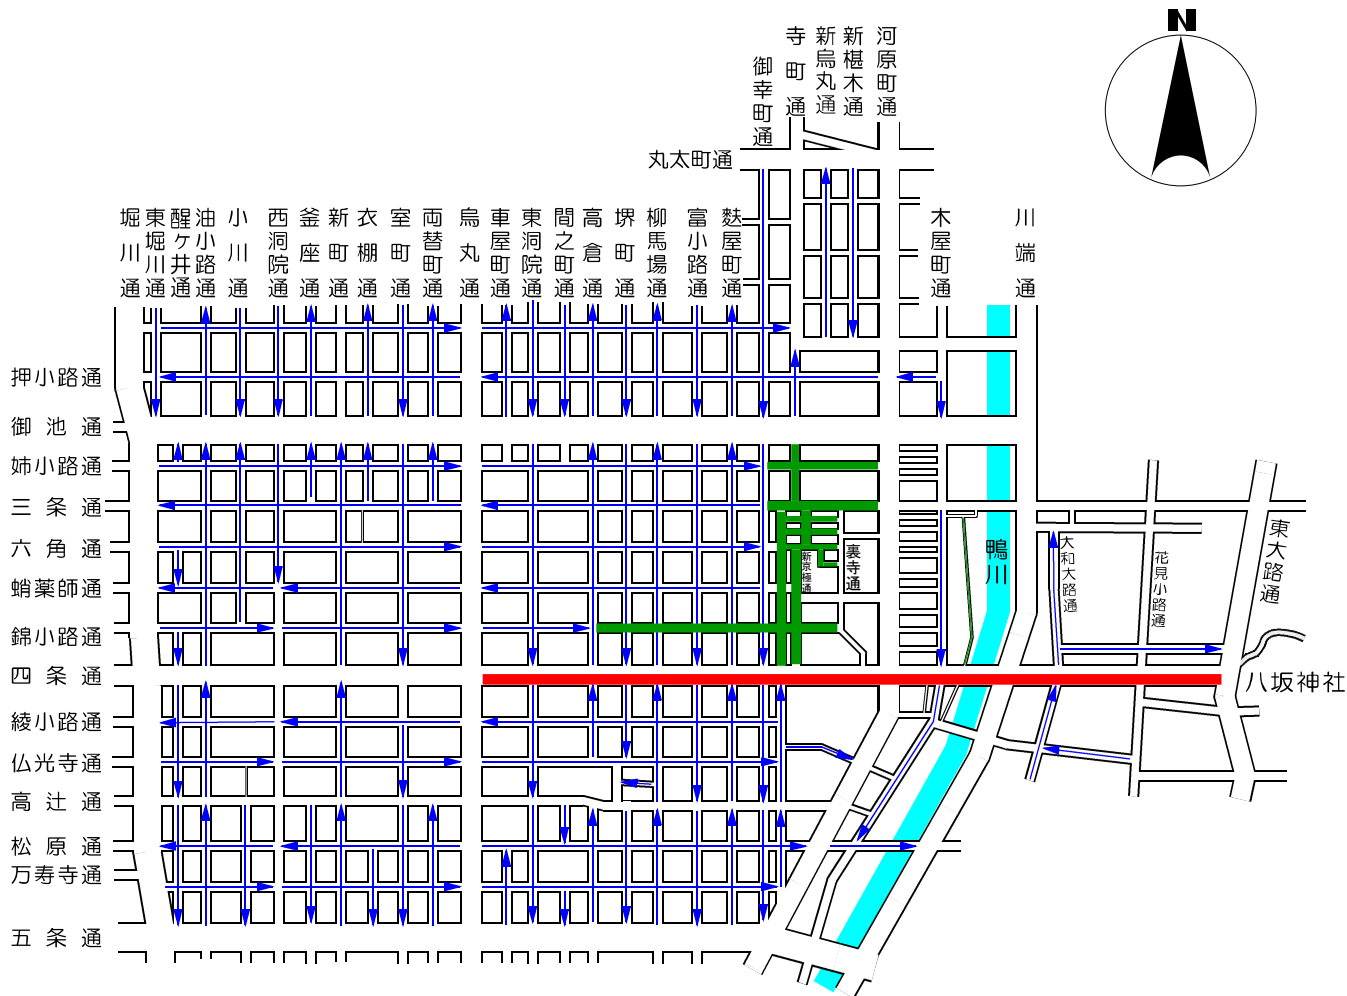 N
寺町通
新烏丸通
新椹木通
河原町通
御幸町通
丸太町通
堀川通
東堀川通
醒ヶ井通
油小路通
小川通
西洞院通
釜座通
新町通
衣棚通
室町通
両替町通
烏丸通
車屋町通
東洞院通
間之町通
高倉通
堺町通
柳馬場通
富小路通
麩屋町通
木屋町通
川端通
押小路通
御池通
姉小路通
三条通
六角通
蛸薬師通
錦小路通
四条通
綾小路通
仏光寺通
高辻通
松原通
万寿寺通
五条通
新京極通
裏寺通
鴨川
大和大路通
花見小路通
東大路通
八坂神社